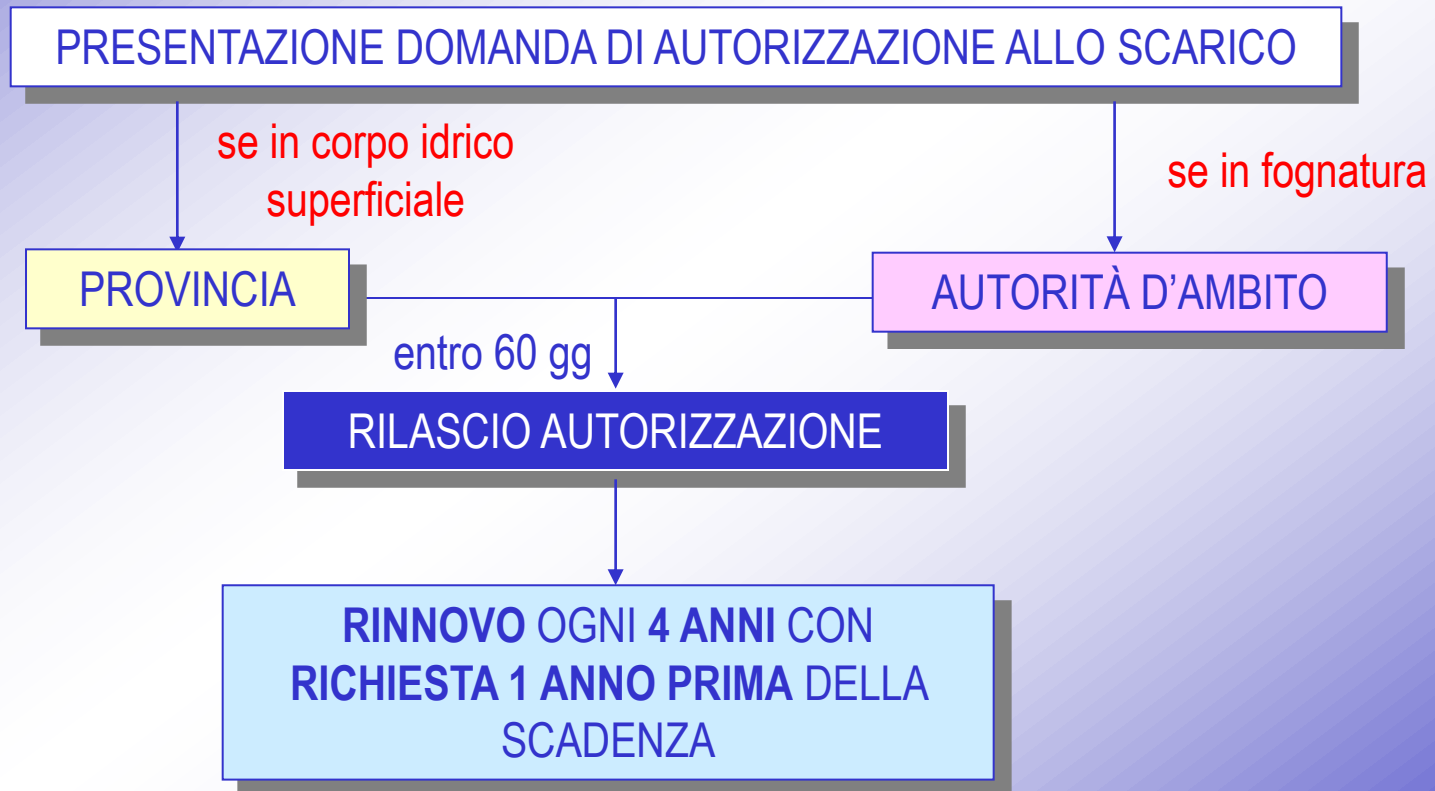 PRESENTAZIONE DOMANDA DI AUTORIZZAZIONE ALLO SCARICO
se in corpo idrico
superficiale
se in fognatura
PROVINCIA
AUTORITÀ D’AMBITO
entro 60 gg
RILASCIO AUTORIZZAZIONE
RINNOVO OGNI 4 ANNI CON
RICHIESTA 1 ANNO PRIMA DELLA
SCADENZA